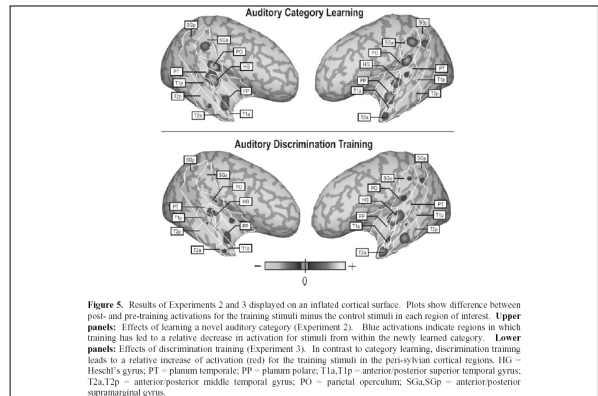 Auditory Category Learning
SGp
SGa
PO
PT
HG
T1p
T2p
PP
T2a
T1a
SGp
SGa
PO
HG
PT
PP
T1p
T1a
T2p
T2a
Auditory Discrimination Training
SGp
SGa
PO
PT
HG
T1p
T2p
PP
T2a
T1a
SGp
SGa
PO
HG
PT
PP
T1p
T1a
T2p
T2a
− +
0
Figure 5. Results of Experiments 2 and 3 displayed on an inflated cortical surface. Plots show difference between
post- and pre-training activations for the training stimuli minus the control stimuli in each region of interest. Upper
panels: Effects of learning a novel auditory category (Experiment 2). Blue activations indicate regions in which
training has led to a relative decrease in activation for stimuli from within the newly learned category. Lower
panels: Effects of discrimination training (Experiment 3). In contrast to category learning, discrimination training
leads to a relative increase of activation (red) for the training stimuli in the peri-sylvian cortical regions. HG −
Heschl's gyrus; PT = planum temporale; PP = planum polare; T1a,T1p = anterior/posterior superior temporal gyrus;
T2a,T2p = anterior/posterior middle temporal gyrus; PO = parietal operculum; SGa,SGp = anterior/posterior
supramarginal gyrus.